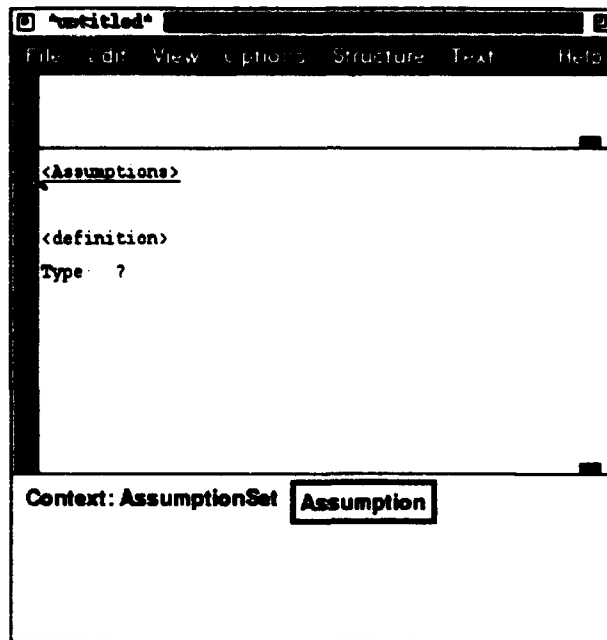 *untitled*
File Edit View Options Structure Text Help
<Assumptions>
<definition>
Type ?
Context: AssumptionSet Assumption